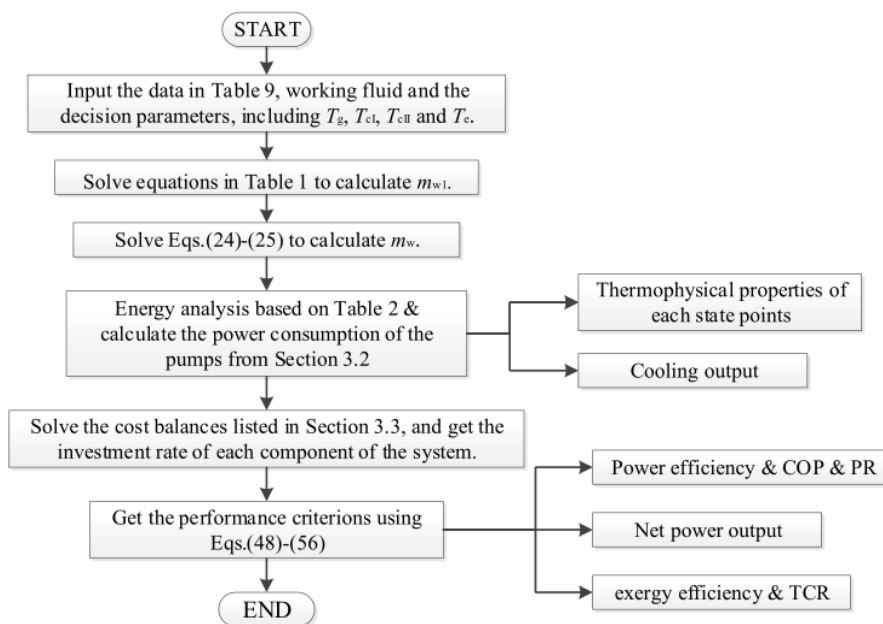 START
Input the data in Table 9, working fluid and the
decision parameters, including Tg, TcI, TcII and Te.
Solve equations in Table 1 to calculate mw1.
Solve Eqs.(24)-(25) to calculate mw.
Energy analysis based on Table 2 &
calculate the power consumption of the
pumps from Section 3.2
Thermophysical properties of
each state points
Cooling output
Solve the cost balances listed in Section 3.3, and get the
investment rate of each component of the system.
Get the performance criterions using
Eqs.(48)-(56)
Power efficiency & COP & PR
Net power output
exergy efficiency & TCR
END